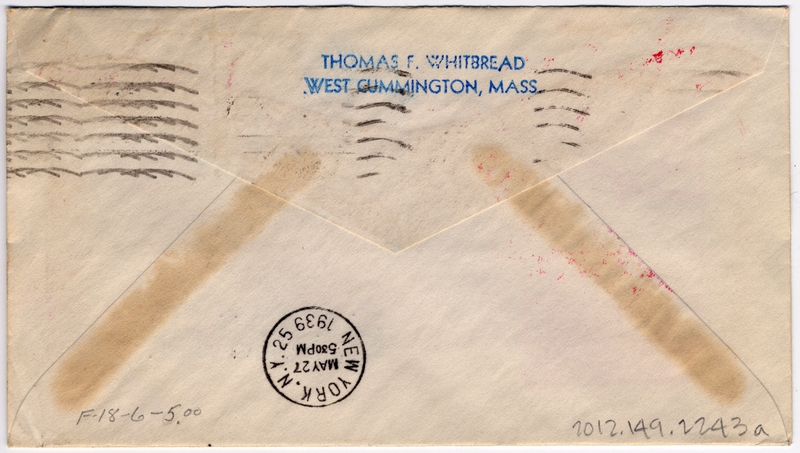 THOMAS F. WHITBREAD
WEST CUMMINGTON, MASS.
NEW YORK, N.Y. 25
MAY 27
530PM
1939
F-18-6-5.00
2012.149.2243a